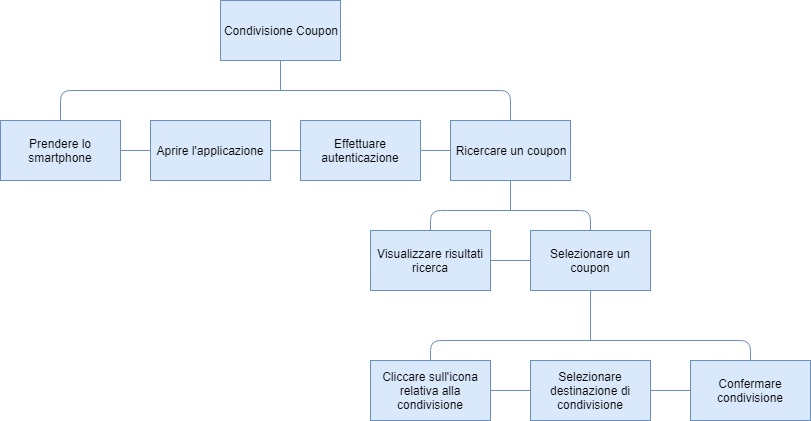 Condivisione Coupon
Prendere lo
smartphone
Aprire l'applicazione
Effettuare
autenticazione
Ricercare un coupon
Visualizzare risultati
ricerca
Selezionare un
coupon
Cliccare sull'icona
relativa alla
condivisione
Selezionare
destinazione di
condivisione
Confermare
condivisione